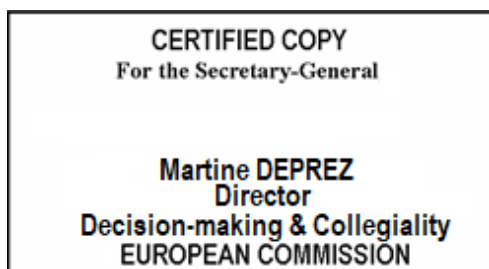 CERTIFIED COPY
For the Secretary-General
Martine DEPREZ
Director
Decision-making & Collegiality
EUROPEAN COMMISSION